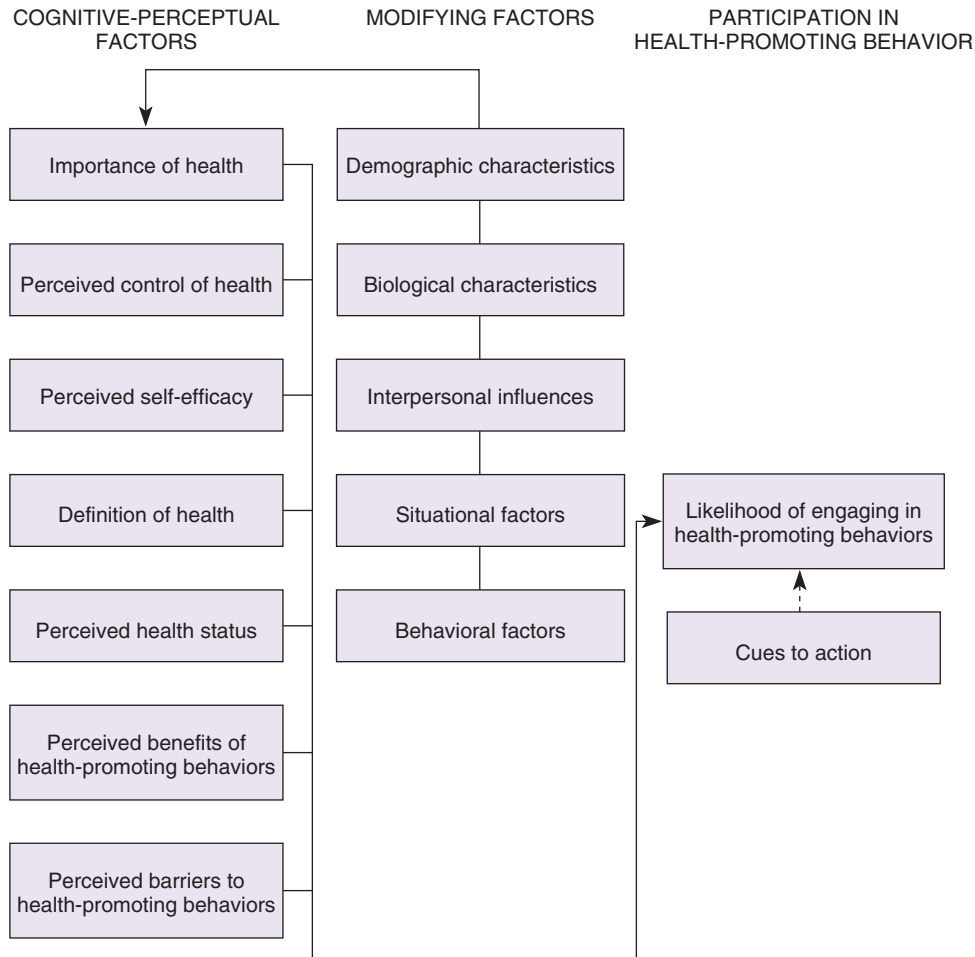 COGNITIVE-PERCEPTUAL
FACTORS
MODIFYING FACTORS
PARTICIPATION IN
HEALTH-PROMOTING BEHAVIOR
Importance of health
Perceived control of health
Perceived self-efficacy
Definition of health
Perceived health status
Perceived benefits of
health-promoting behaviors
Perceived barriers to
health-promoting behaviors
Demographic characteristics
Biological characteristics
Interpersonal influences
Situational factors
Behavioral factors
Likelihood of engaging in
health-promoting behaviors
Cues to action